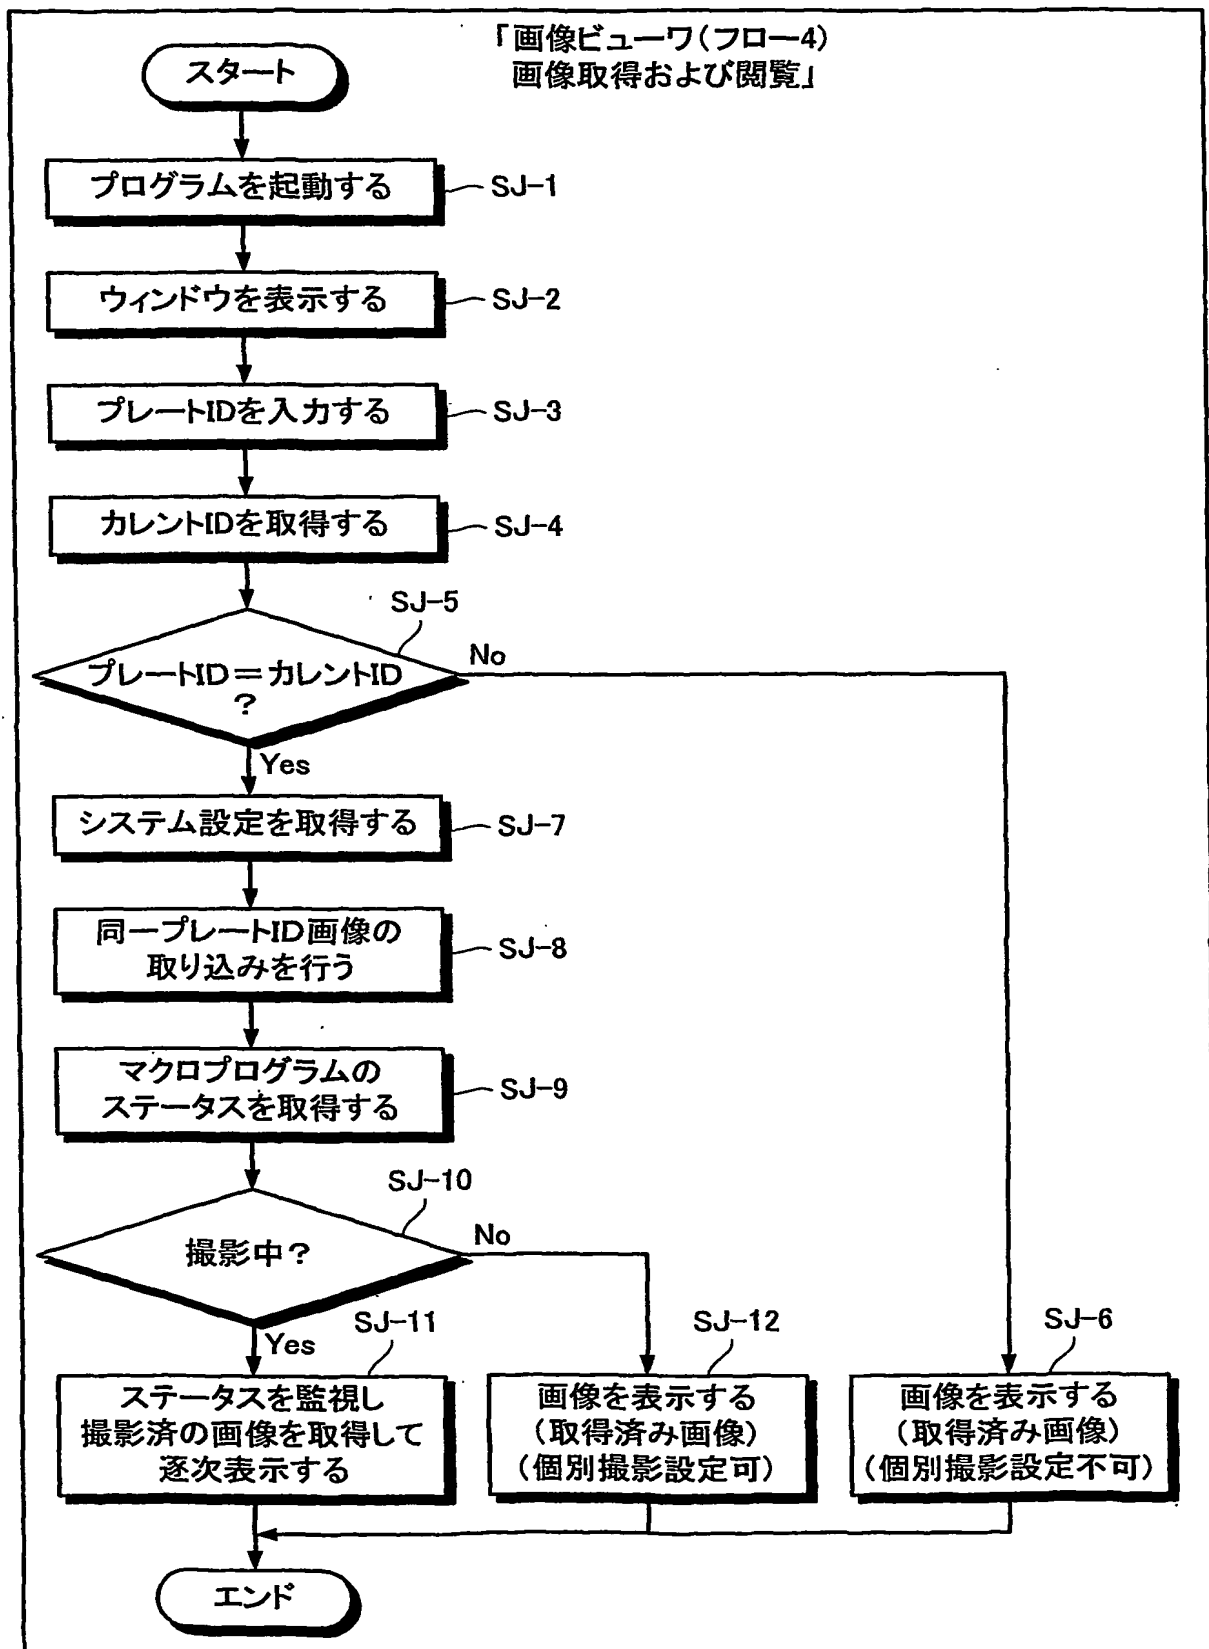 「画像ビューワ(フロー4)
画像取得および閲覧」
スタート
プログラムを起動する
SJ-1
ウィンドウを表示する
SJ-2
プレートIDを入力する
SJ-3
カレントIDを取得する
SJ-4
SJ-5
プレートID=カレントID
?
No
Yes
システム設定を取得する
SJ-7
同一プレートID画像の
取り込みを行う
SJ-8
マクロプログラムの
ステータスを取得する
SJ-9
SJ-10
撮影中?
No
Yes
SJ-11
ステータスを監視し
撮影済の画像を取得して
逐次表示する
SJ-12
画像を表示する
(取得済み画像)
(個別撮影設定可)
SJ-6
画像を表示する
(取得済み画像)
(個別撮影設定不可)
エンド